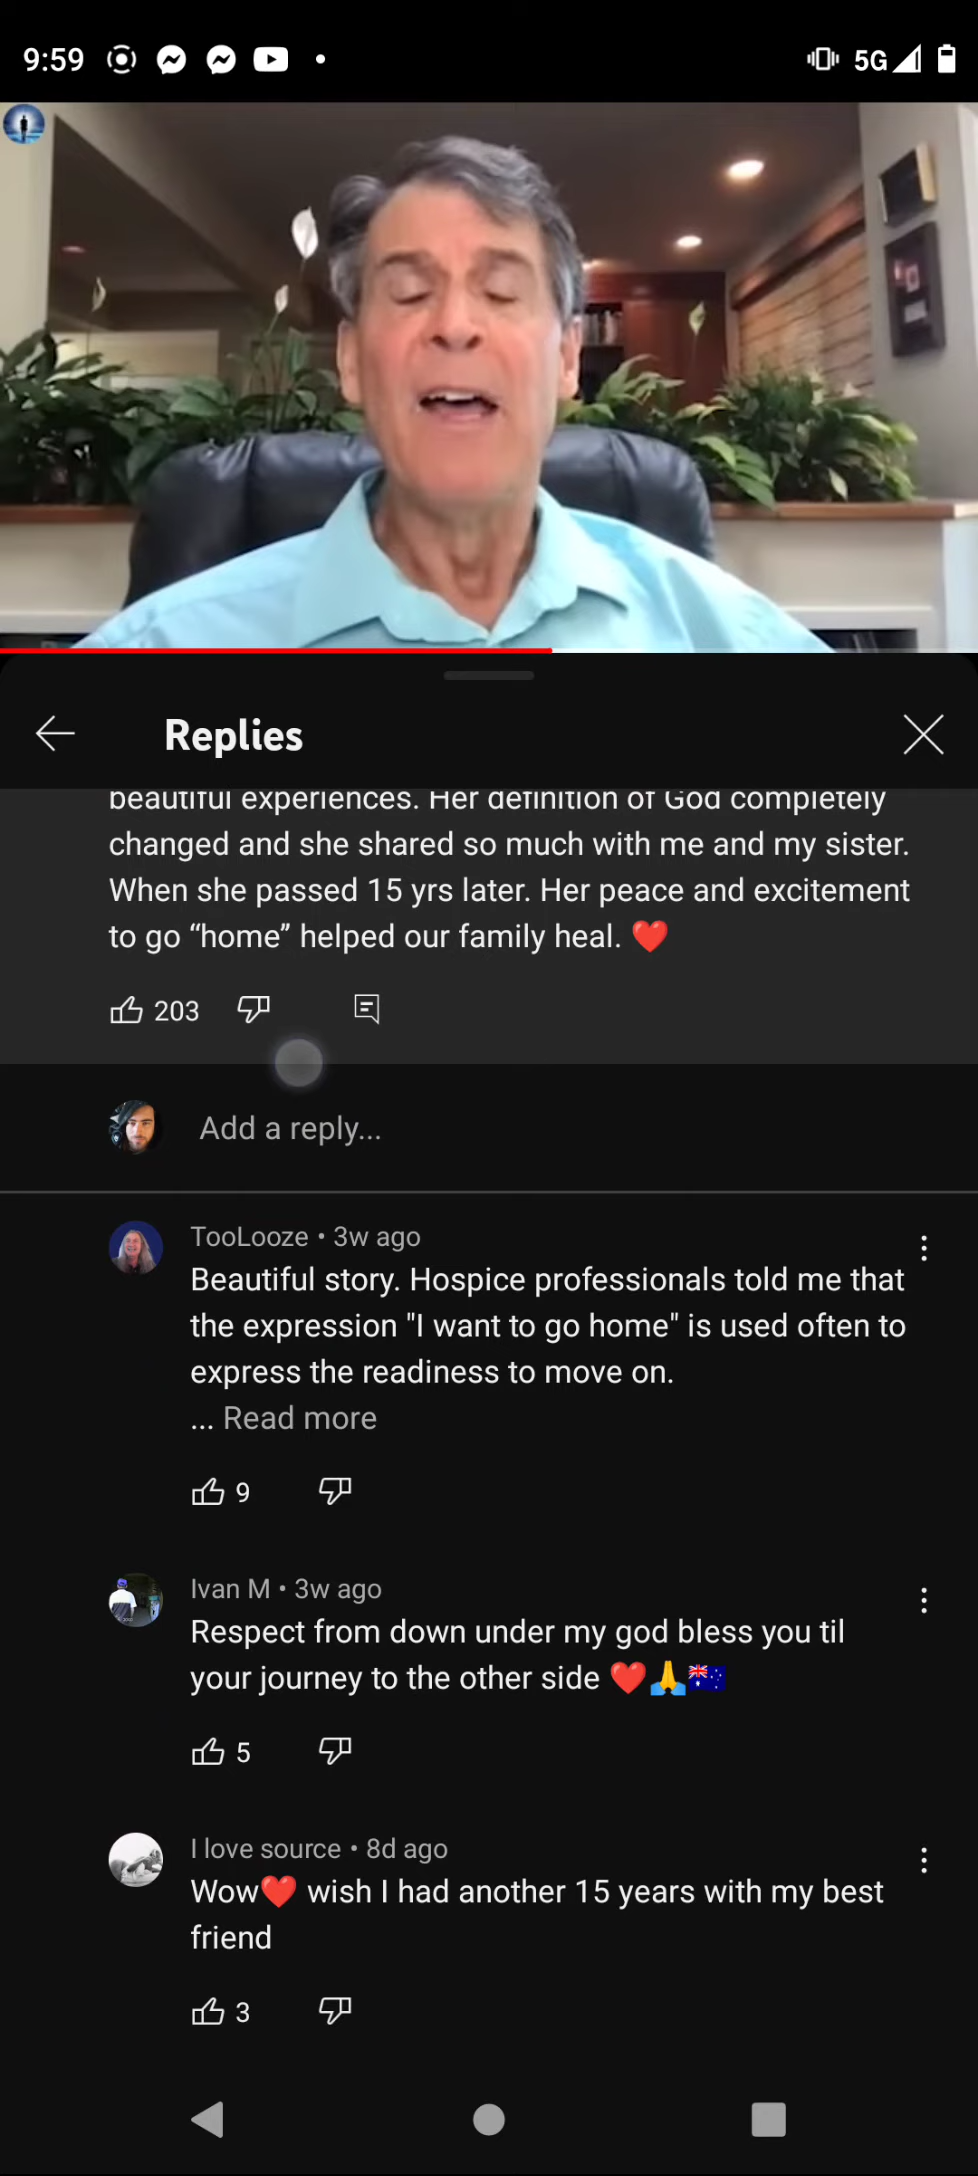 9:59
5G
Replies
beautiful experiences. Her definition of God completely
changed and she shared so much with me and my sister.
When she passed 15 yrs later. Her peace and excitement
to go “home” helped our family heal. ❤️
203
Add a reply...
TooLooze • 3w ago
Beautiful story. Hospice professionals told me that
the expression "I want to go home" is used often to
express the readiness to move on.
... Read more
9
Ivan M • 3w ago
Respect from down under my god bless you til
your journey to the other side ❤️🙏🇦🇺
5
I love source • 8d ago
Wow❤️ wish I had another 15 years with my best
friend
3